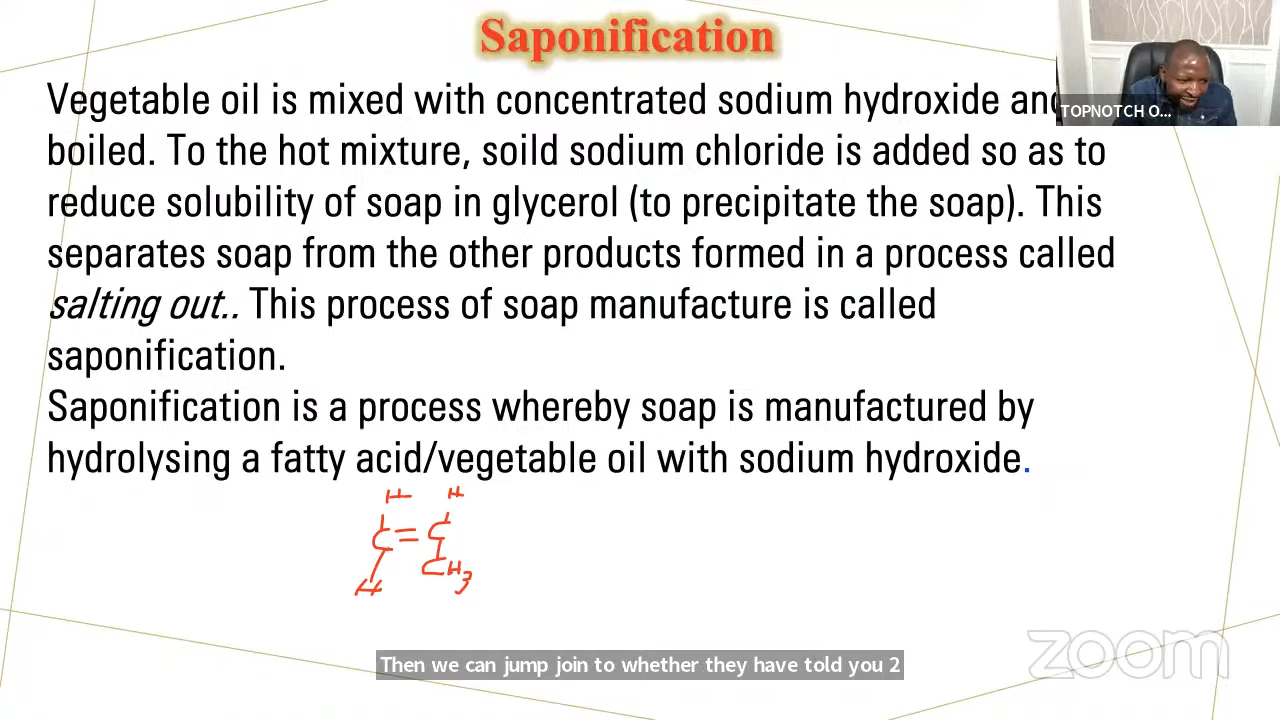 Saponification
Vegetable oil is mixed with concentrated sodium hydroxide and
TOPNOTCH O...
boiled. To the hot mixture, soild sodium chloride is added so as to
reduce solubility of soap in glycerol (to precipitate the soap). This
separates soap from the other products formed in a process called
salting out.. This process of soap manufacture is called
saponification.
Saponification is a process whereby soap is manufactured by
hydrolysing a fatty acid/vegetable oil with sodium hydroxide.
H H
C=C
CH3
H
zoom
Then we can jump join to whether they have told you 2